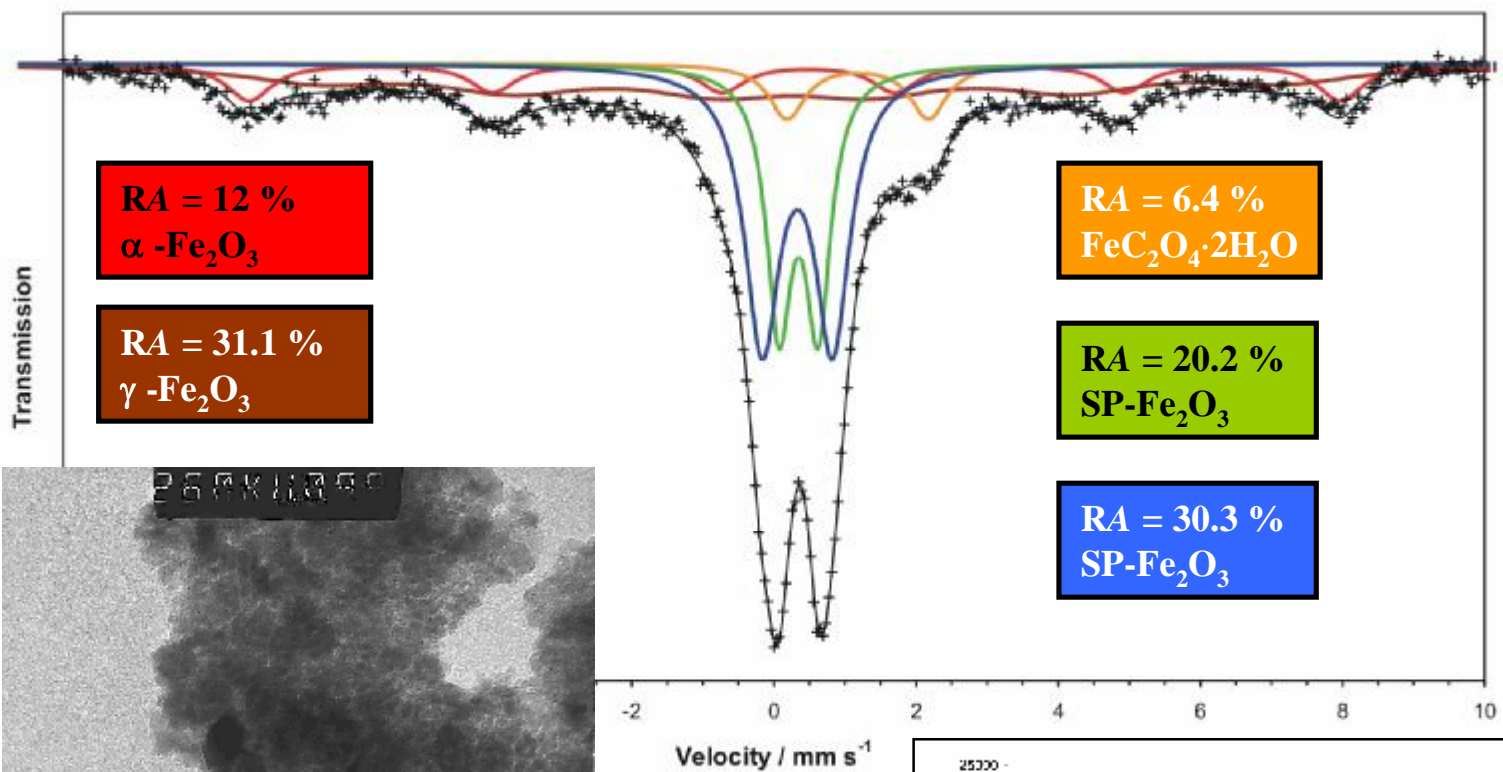 RA = 12 %
α -Fe₂O₃
RA = 31.1 %
γ -Fe₂O₃
RA = 6.4 %
FeC₂O₄·2H₂O
RA = 20.2 %
SP-Fe₂O₃
RA = 30.3 %
SP-Fe₂O₃
Transmission
-2 0 2 4 6 8 10
Velocity / mm s⁻¹